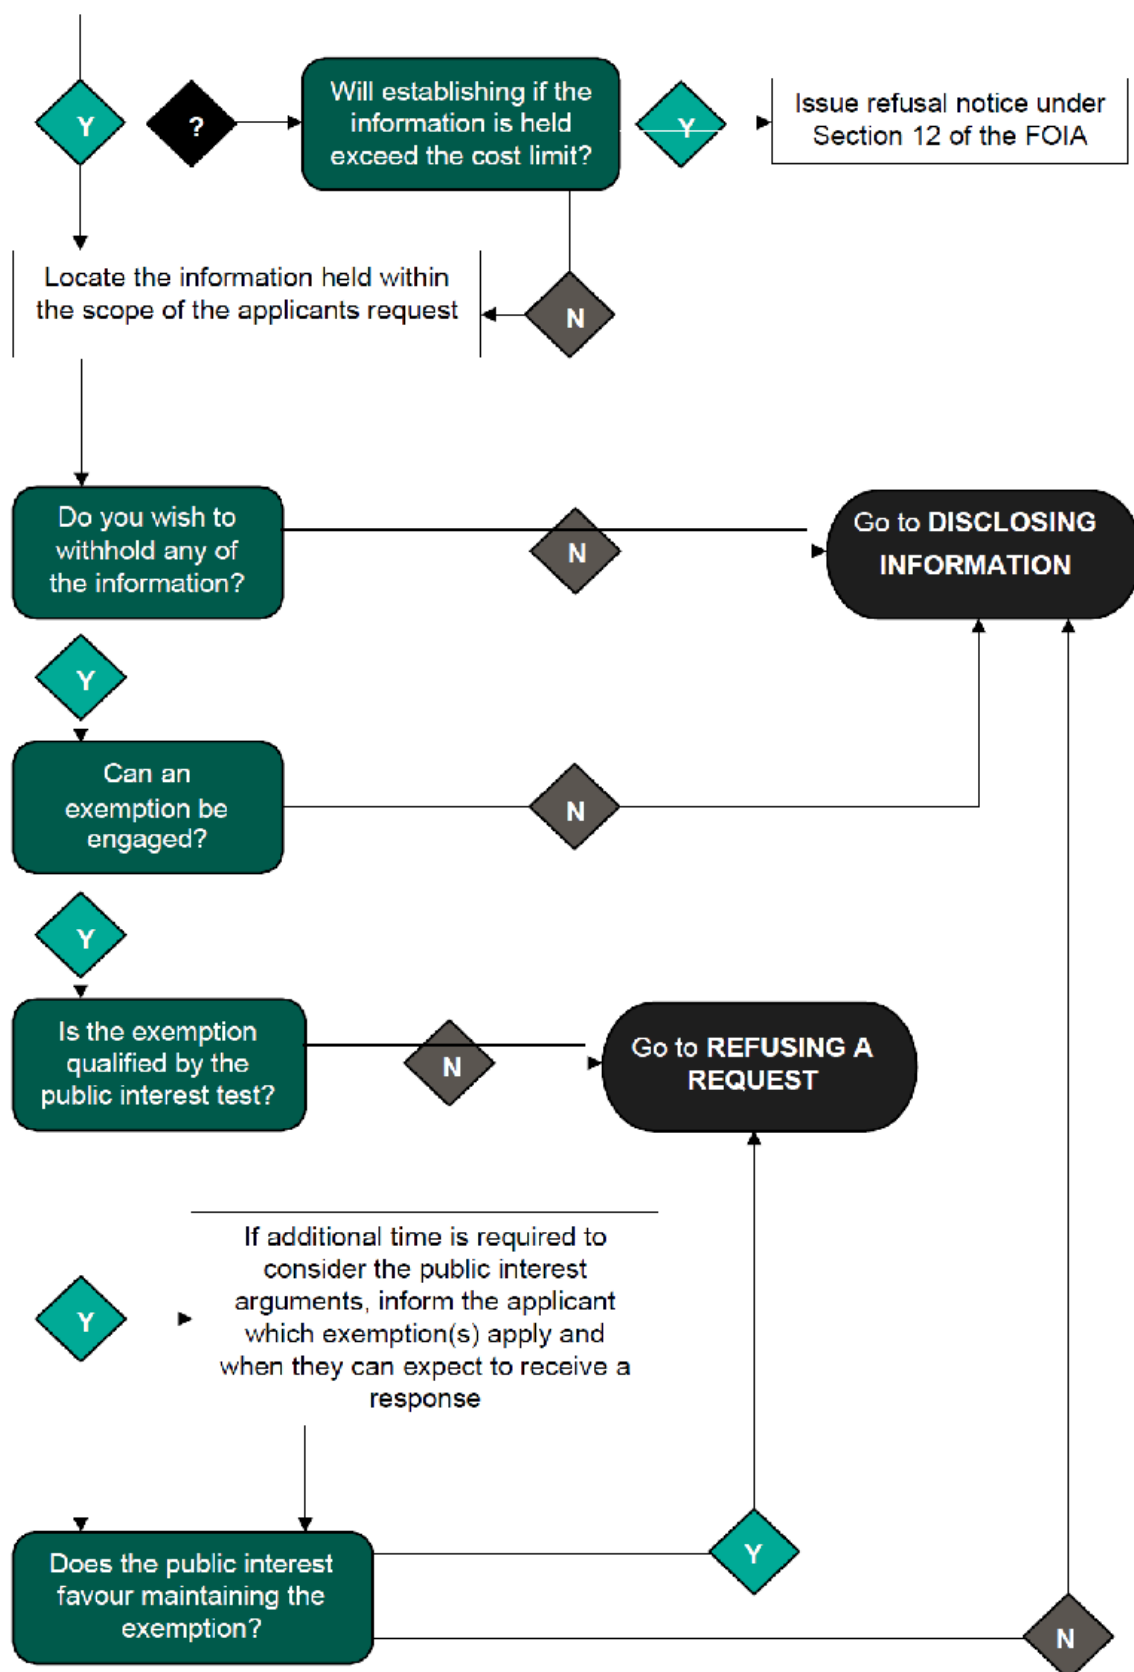 Y
?
Will establishing if the
information is held
exceed the cost limit?
Y
Issue refusal notice under
Section 12 of the FOIA
Locate the information held within
the scope of the applicants request
N
Do you wish to
withhold any of
the information?
N
Go to DISCLOSING
INFORMATION
Y
Can an
exemption be
engaged?
N
Y
Is the exemption
qualified by the
public interest test?
N
Go to REFUSING A
REQUEST
Y
If additional time is required to
consider the public interest
arguments, inform the applicant
which exemption(s) apply and
when they can expect to receive a
response
Does the public interest
favour maintaining the
exemption?
Y
N